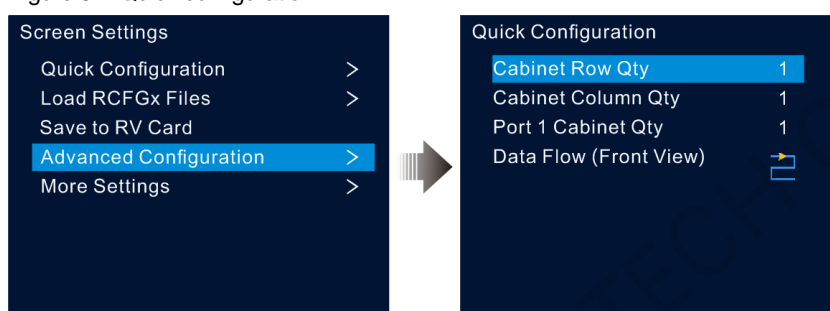 Screen Settings
Quick Configuration >
Load RCFGx Files >
Save to RV Card
Advanced Configuration >
More Settings >
Quick Configuration
Cabinet Row Qty 1
Cabinet Column Qty 1
Port 1 Cabinet Qty 1
Data Flow (Front View)